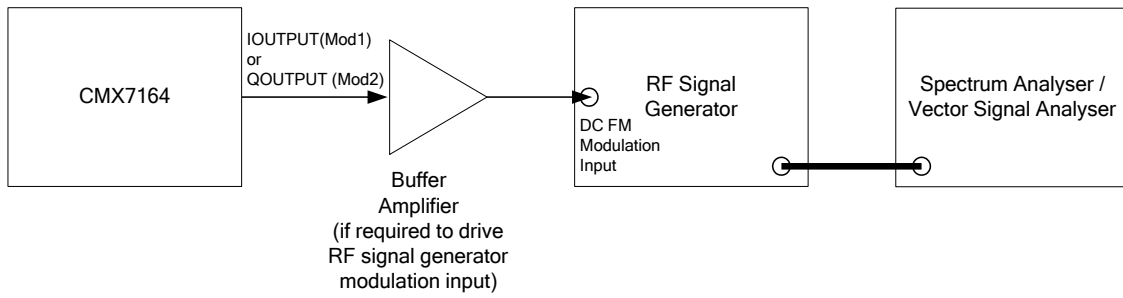 CMX7164
IOUTPUT(Mod1)
or
QOUTPUT (Mod2)
Buffer
Amplifier
(if required to drive
RF signal generator
modulation input)
RF Signal
Generator
DC FM
Modulation
Input
Spectrum Analyser /
Vector Signal Analyser